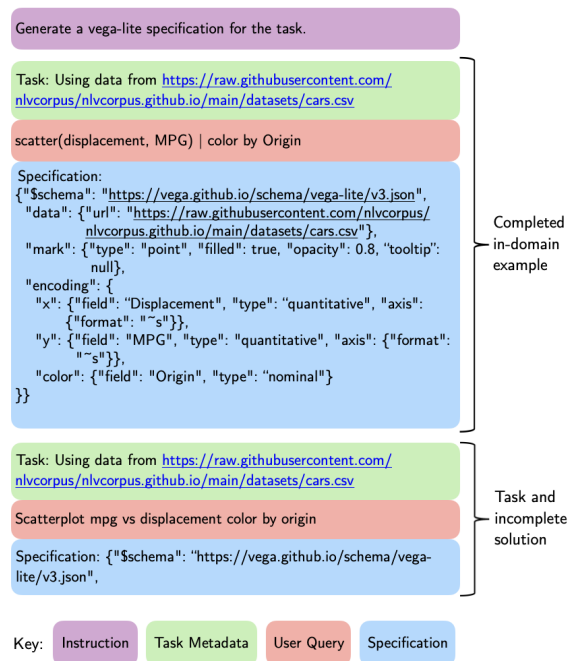 Generate a vega-lite specification for the task.
Task: Using data from https://raw.githubusercontent.com/
nlvcorpus/nlvcorpus.github.io/main/datasets/cars.csv
scatter(displacement, MPG) | color by Origin
Specification:
{"$schema": "https://vega.github.io/schema/vega-lite/v3.json",
"data": {"url": "https://raw.githubusercontent.com/nlvcorpus/
nlvcorpus.github.io/main/datasets/cars.csv"},
"mark": {"type": "point", "filled": true, "opacity": 0.8, “tooltip”:
null},
"encoding": {
"x": {"field": “Displacement", "type": “quantitative", "axis":
{"format": "~s"}},
"y": {"field": "MPG", "type": "quantitative", "axis": {"format":
"~s"}},
"color": {"field": "Origin", "type": “nominal"}
}}
Completed
in-domain
example
Task: Using data from https://raw.githubusercontent.com/
nlvcorpus/nlvcorpus.github.io/main/datasets/cars.csv
Scatterplot mpg vs displacement color by origin
Specification: {"$schema": “https://vega.github.io/schema/vega-
lite/v3.json",
Task and
incomplete
solution
Key: Instruction Task Metadata User Query Specification